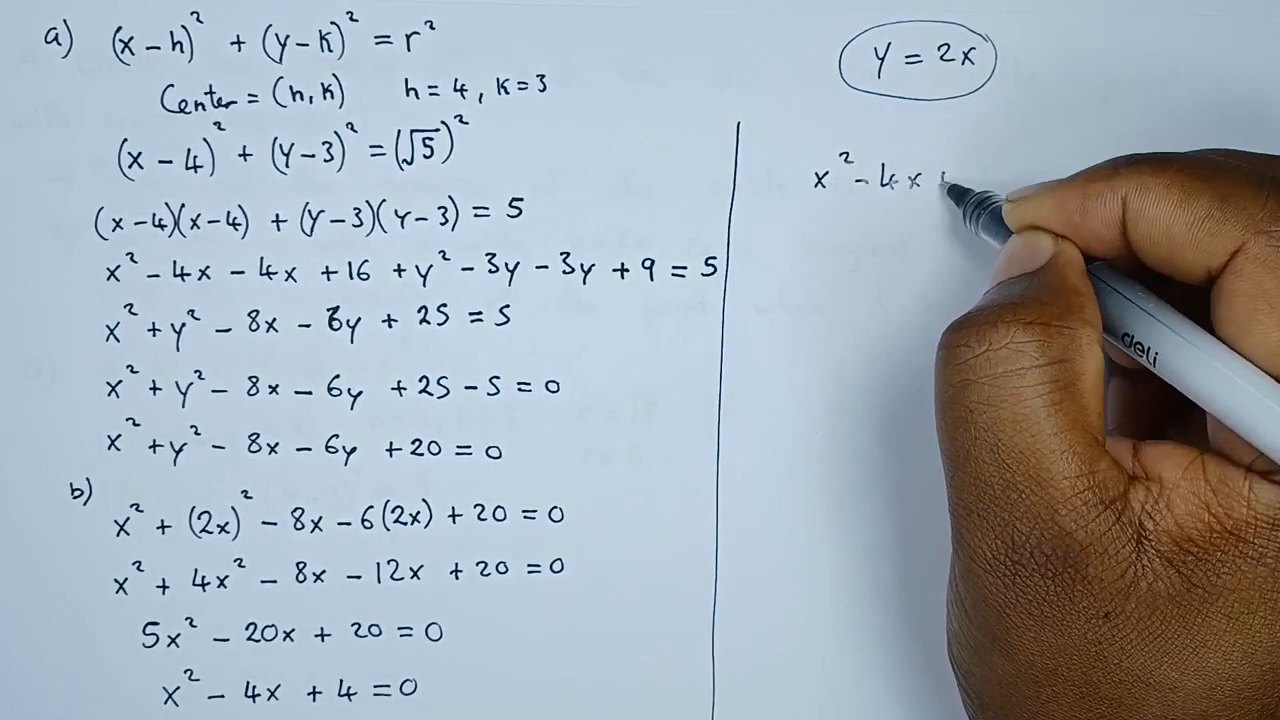 a) (x – h)² + (y – k)² = r²
Center = (h, k) h = 4, k = 3
(x – 4)² + (y – 3)² = (√5)²
(x – 4)(x – 4) + (y – 3)(y – 3) = 5
x² – 4x – 4x + 16 + y² – 3y – 3y + 9 = 5
x² + y² – 8x – 6y + 25 = 5
x² + y² – 8x – 6y + 25 – 5 = 0
x² + y² – 8x – 6y + 20 = 0
b)
x² + (2x)² – 8x – 6(2x) + 20 = 0
x² + 4x² – 8x – 12x + 20 = 0
5x² – 20x + 20 = 0
x² – 4x + 4 = 0
y = 2x
x² – 4x
deli